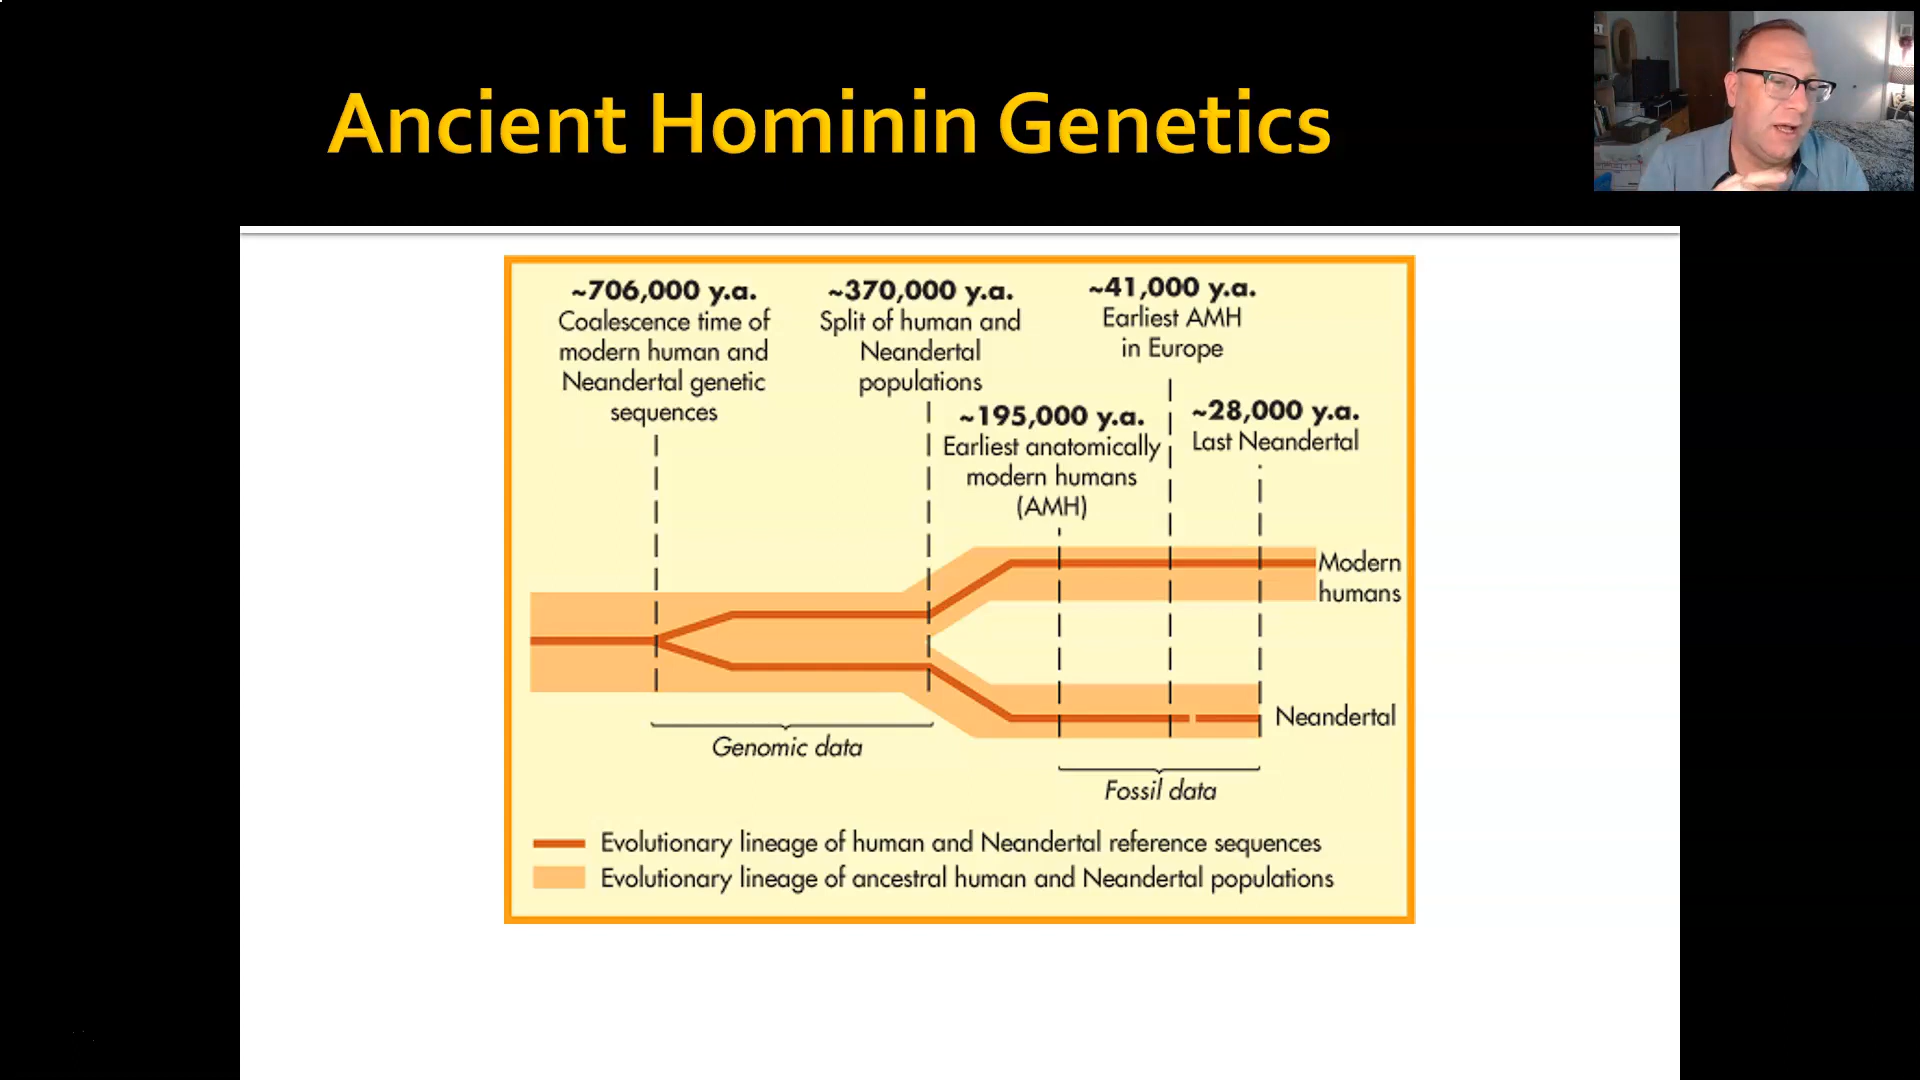 Ancient Hominin Genetics
~706,000 y.a.
Coalescence time of
modern human and
Neandertal genetic
sequences
~370,000 y.a.
Split of human and
Neandertal
populations
~41,000 y.a.
Earliest AMH
in Europe
~195,000 y.a.
Earliest anatomically
modern humans
(AMH)
~28,000 y.a.
Last Neandertal
Modern
humans
Neandertal
Genomic data
Fossil data
Evolutionary lineage of human and Neandertal reference sequences
Evolutionary lineage of ancestral human and Neandertal populations